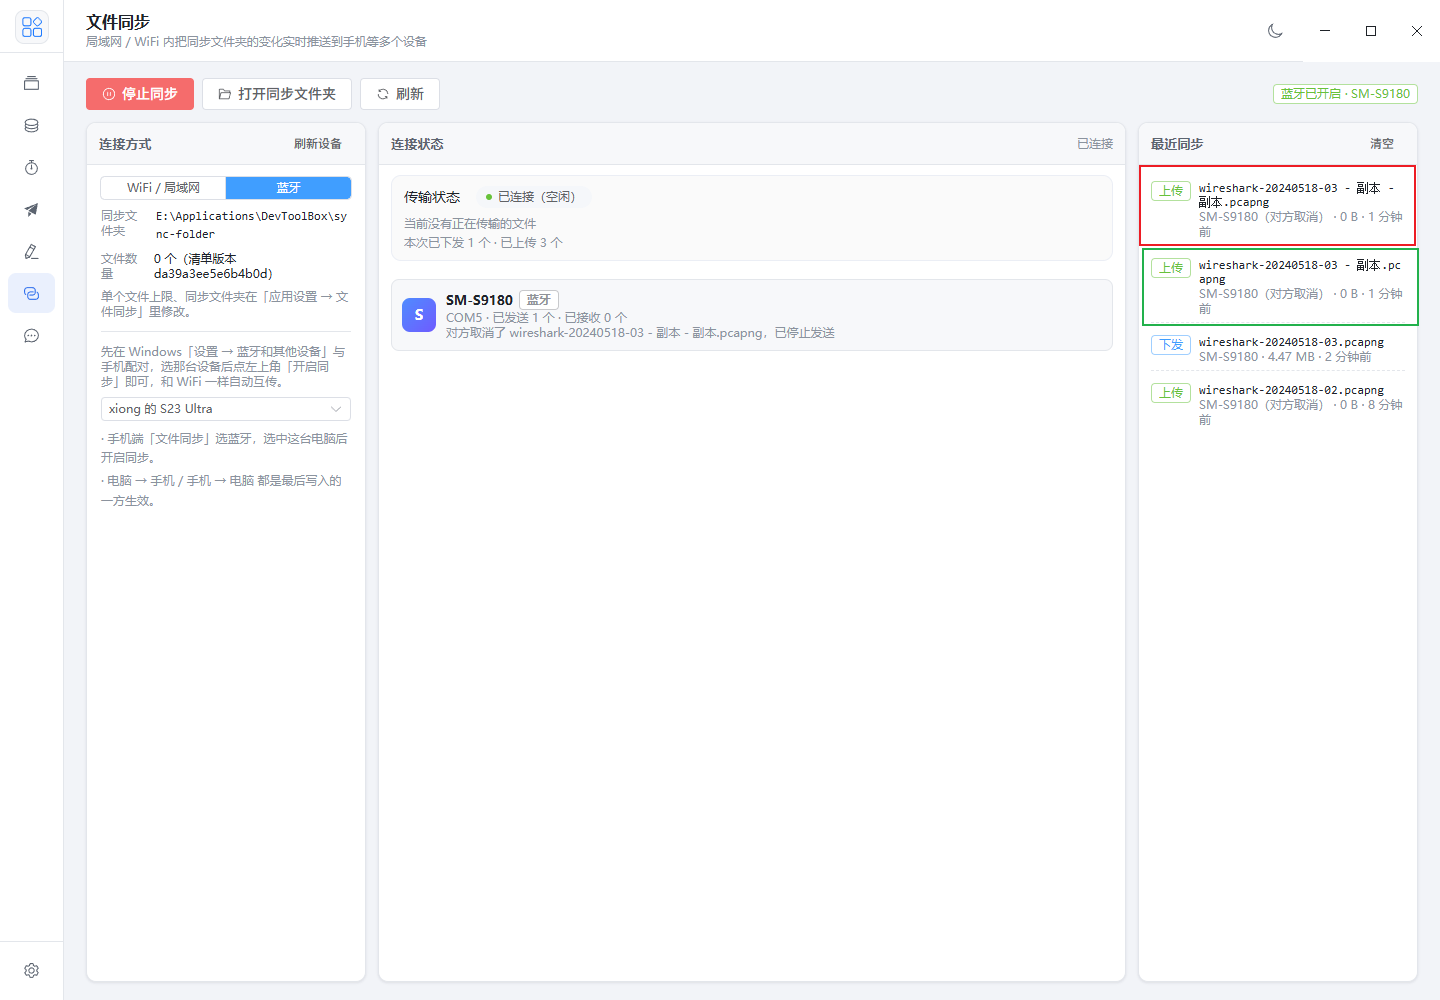 文件同步
局域网 / WiFi 内把同步文件夹的变化实时推送到手机等多个设备
停止同步
打开同步文件夹
刷新
蓝牙已开启 · SM-S9180
连接方式
刷新设备
WiFi / 局域网
蓝牙
同步文件夹
E:\Applications\DevToolBox\sy
nc-folder
文件数量
0 个（清单版本
da39a3ee5e6b4b0d）
单个文件上限、同步文件夹在「应用设置 → 文
件同步」里修改。
先在 Windows「设置 → 蓝牙和其他设备」与
手机配对，选那台设备后点左上角「开启同
步」即可，和 WiFi 一样自动互传。
xiong 的 S23 Ultra
· 手机端「文件同步」选蓝牙，选中这台电脑后
开启同步。
· 电脑 → 手机 / 手机 → 电脑 都是最后写入的
一方生效。
连接状态
已连接
传输状态
已连接（空闲）
当前没有正在传输的文件
本次已下发 1 个 · 已上传 3 个
S
SM-S9180
蓝牙
COM5 · 已发送 1 个 · 已接收 0 个
对方取消了 wireshark-20240518-03 - 副本 - 副本.pcapng，已停止发送
最近同步
清空
上传
wireshark-20240518-03 - 副本 -
副本.pcapng
SM-S9180（对方取消） · 0 B · 1 分钟
前
上传
wireshark-20240518-03 - 副本.pc
apng
SM-S9180（对方取消） · 0 B · 1 分钟
前
下发
wireshark-20240518-03.pcapng
SM-S9180 · 4.47 MB · 2 分钟前
上传
wireshark-20240518-02.pcapng
SM-S9180（对方取消） · 0 B · 8 分钟
前